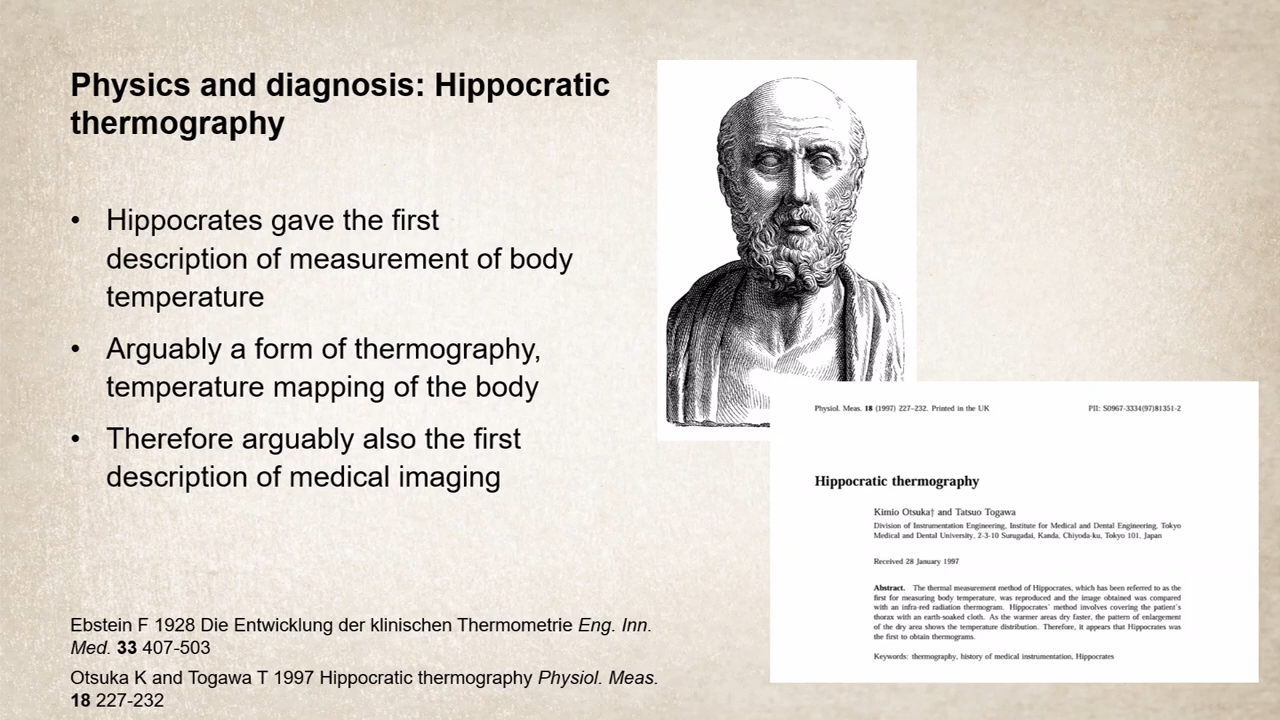 Physics and diagnosis: Hippocratic
thermography
• Hippocrates gave the first
description of measurement of body
temperature
• Arguably a form of thermography,
temperature mapping of the body
• Therefore arguably also the first
description of medical imaging
Ebstein F 1928 Die Entwicklung der klinichen Thermometrie Eng. Inn.
Med. 33 407-503
Otsuka K and Togawa T 1997 Hippocratic thermography Physiol. Meas.
18 227-232
Physiol. Meas. 18 (1997) 227–232. Printed in the UK
PII: S0967-3334(97)81351-2
Hippocratic thermography
Kimio Otsuka† and Tatsuo Togawa
Division of Instrumentation Engineering, Institute for Medical and Dental Engineering, Tokyo
Medical and Dental University, 2-3-10 Surugadai, Kanda, Chiyoda-ku, Tokyo 101, Japan
Received 28 January 1997
Abstract. The thermal measurement method of Hippocrates, which has been referred to as the
first for measuring body temperature, was reproduced and the image obtained was compared
with an infra-red radiation thermogram. Hippocrates' method involves covering the patient's
thorax with an earth-soaked cloth. As the warmer areas dry faster, the pattern of enlargement
of the dry area shows the temperature distribution. Therefore, it appears that Hippocrates was
the first to obtain thermograms.
Keywords: thermography, history of medical instrumentation, Hippocrates